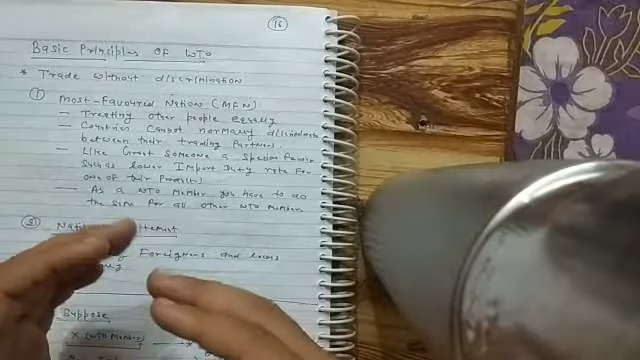 16
Basic Principles of WTO
* Trade without discrimination
① Most-Favoured Nation (MFN)
— Treating other people equally
— Countries cannot normally discriminate
between their trading partners.
— Like Grant someone a special favour
such as lower Import Duty rate for
one of their products)
— As a WTO member you have to do
the same for all other WTO members
② 
Foreigners and locals
Suppose
X (WTO Member)